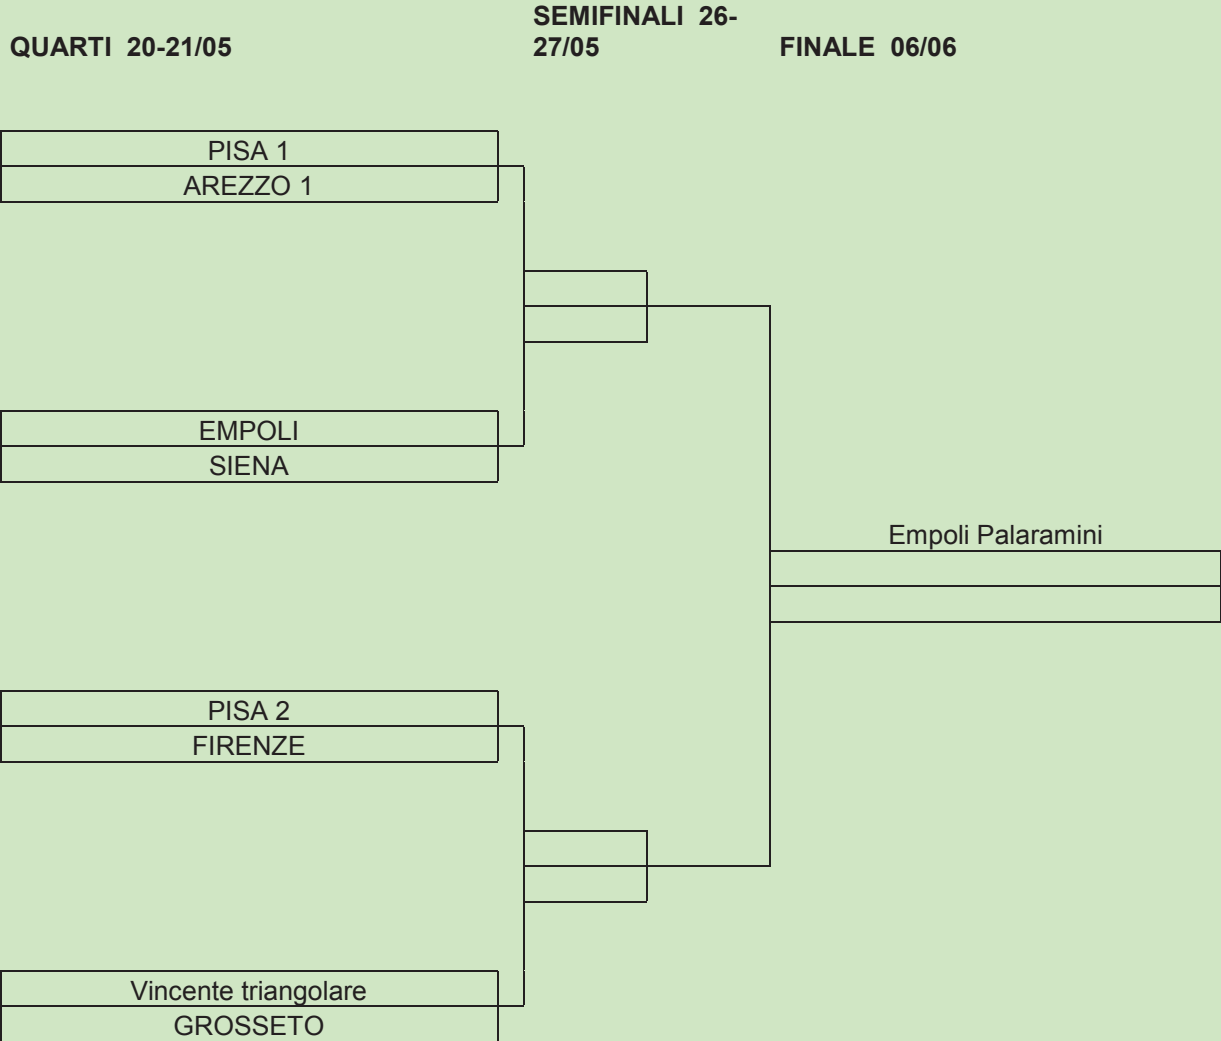 SEMIFINALI 26-
QUARTI 20-21/05
27/05
FINALE 06/06
PISA 1
AREZZO 1
EMPOLI
SIENA
Empoli Palaramini
PISA 2
FIRENZE
Vincente triangolare
GROSSETO